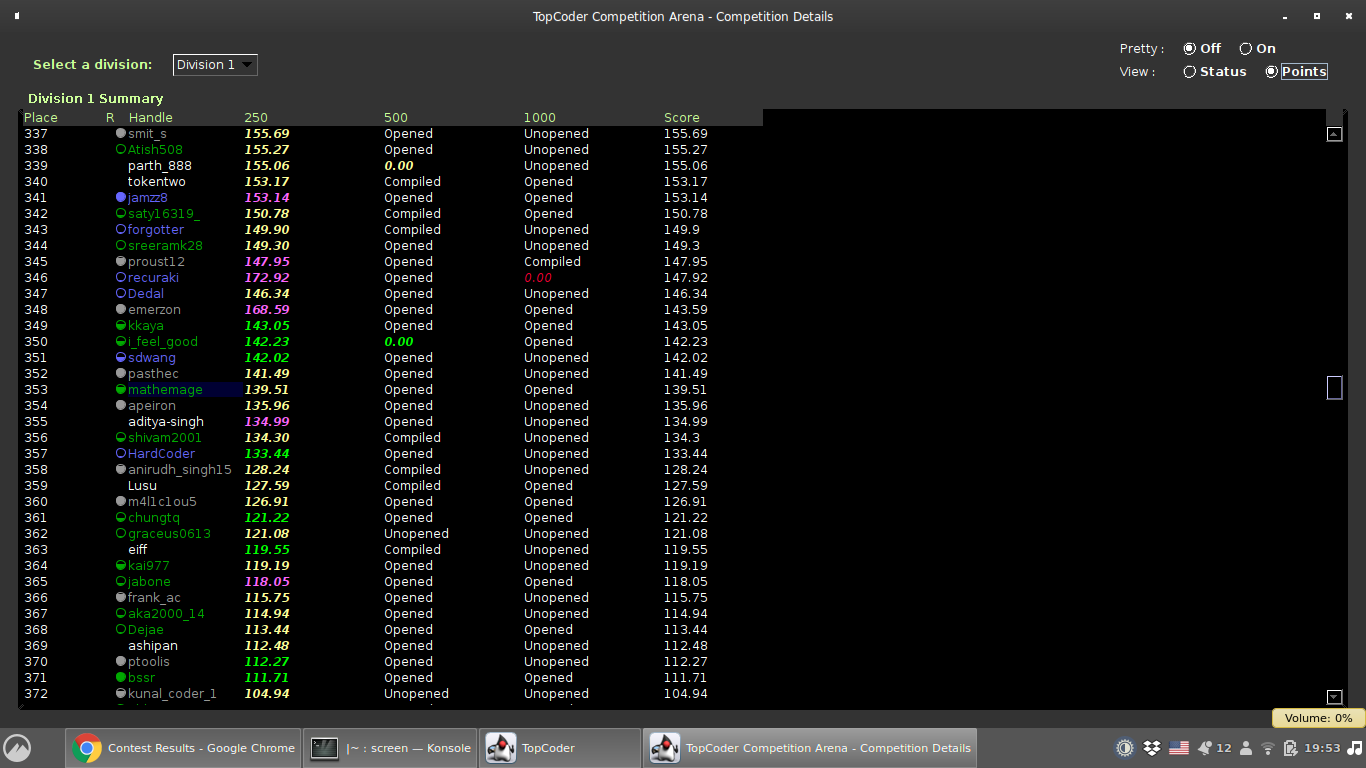 TopCoder Competition Arena - Competition Details
Pretty : Off On
Select a division: Division 1
View : Status Points
Division 1 Summary
Place R Handle 250 500 1000 Score
337 smit_s 155.69 Opened Unopened 155.69
338 Atish508 155.27 Opened Unopened 155.27
339 parth_888 155.06 0.00 Unopened 155.06
340 tokentwo 153.17 Compiled Opened 153.17
341 jamzz8 153.14 Opened Opened 153.14
342 saty16319_ 150.78 Compiled Opened 150.78
343 forgotter 149.90 Compiled Unopened 149.9
344 sreeramk28 149.30 Opened Unopened 149.3
345 proust12 147.95 Opened Compiled 147.95
346 recuraki 172.92 Opened 0.00 147.92
347 Dedal 146.34 Opened Unopened 146.34
348 emerzon 168.59 Opened Opened 143.59
349 kkaya 143.05 Opened Opened 143.05
350 i_feel_good 142.23 0.00 Opened 142.23
351 sdwang 142.02 Opened Unopened 142.02
352 pasthec 141.49 Opened Unopened 141.49
353 mathemage 139.51 Opened Opened 139.51
354 apeiron 135.96 Opened Unopened 135.96
355 aditya-singh 134.99 Opened Unopened 134.99
356 shivam2001 134.30 Compiled Unopened 134.3
357 HardCoder 133.44 Opened Unopened 133.44
358 anirudh_singh15 128.24 Compiled Unopened 128.24
359 Lusu 127.59 Compiled Opened 127.59
360 m4l1c1ou5 126.91 Opened Opened 126.91
361 chungtq 121.22 Opened Opened 121.22
362 graceus0613 121.08 Unopened Unopened 121.08
363 eiff 119.55 Compiled Unopened 119.55
364 kai977 119.19 Opened Unopened 119.19
365 jabone 118.05 Opened Opened 118.05
366 frank_ac 115.75 Opened Unopened 115.75
367 aka2000_14 114.94 Opened Unopened 114.94
368 Dejae 113.44 Opened Opened 113.44
369 ashipan 112.48 Opened Unopened 112.48
370 ptoolis 112.27 Opened Unopened 112.27
371 bssr 111.71 Opened Opened 111.71
372 kunal_coder_1 104.94 Unopened Unopened 104.94
Volume: 0%
Contest Results - Google Chrome |~ : screen — Konsole TopCoder TopCoder Competition Arena - Competition Details 12 19:53